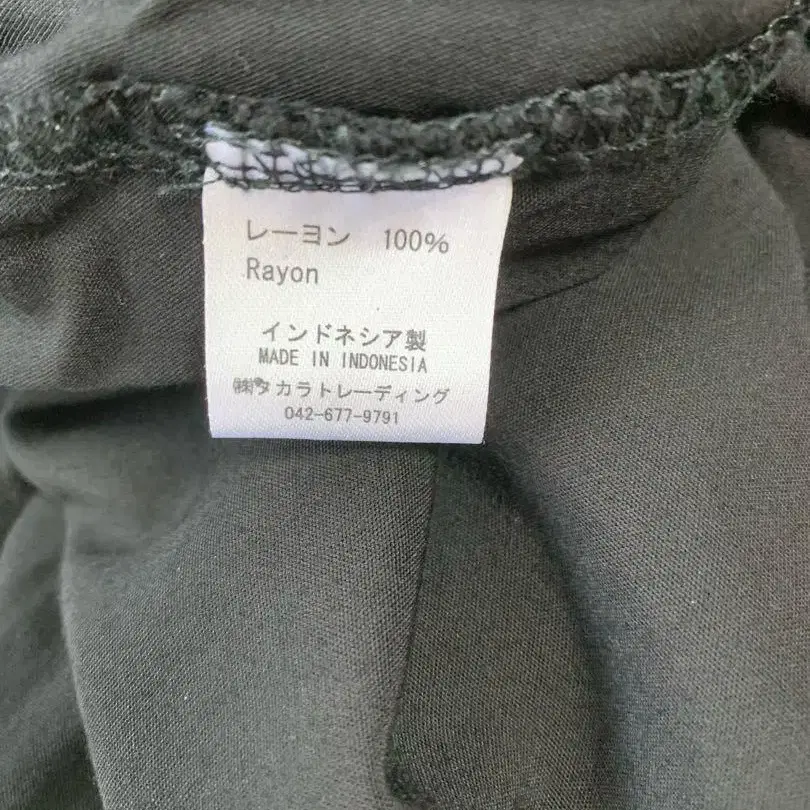 レーヨン 100%
Rayon
インドネシア製
MADE IN INDONESIA
㈱タカラトレーディング
042-677-9791